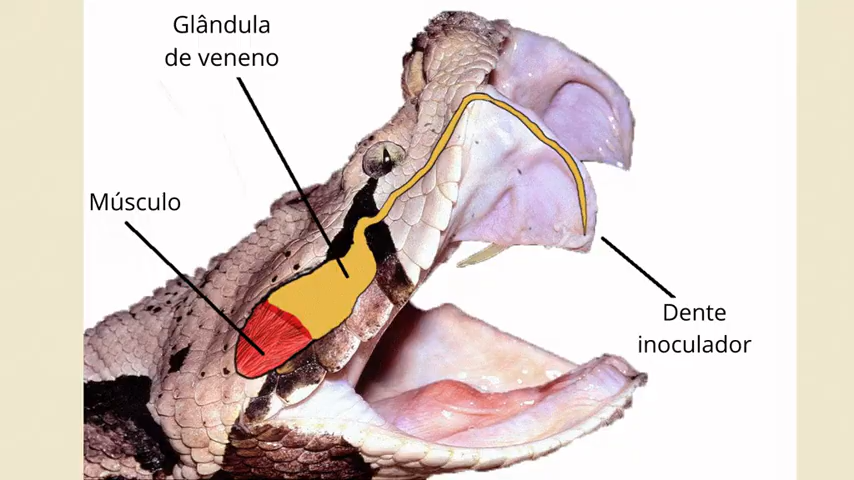 Glândula
de veneno
Músculo
Dente
inoculador